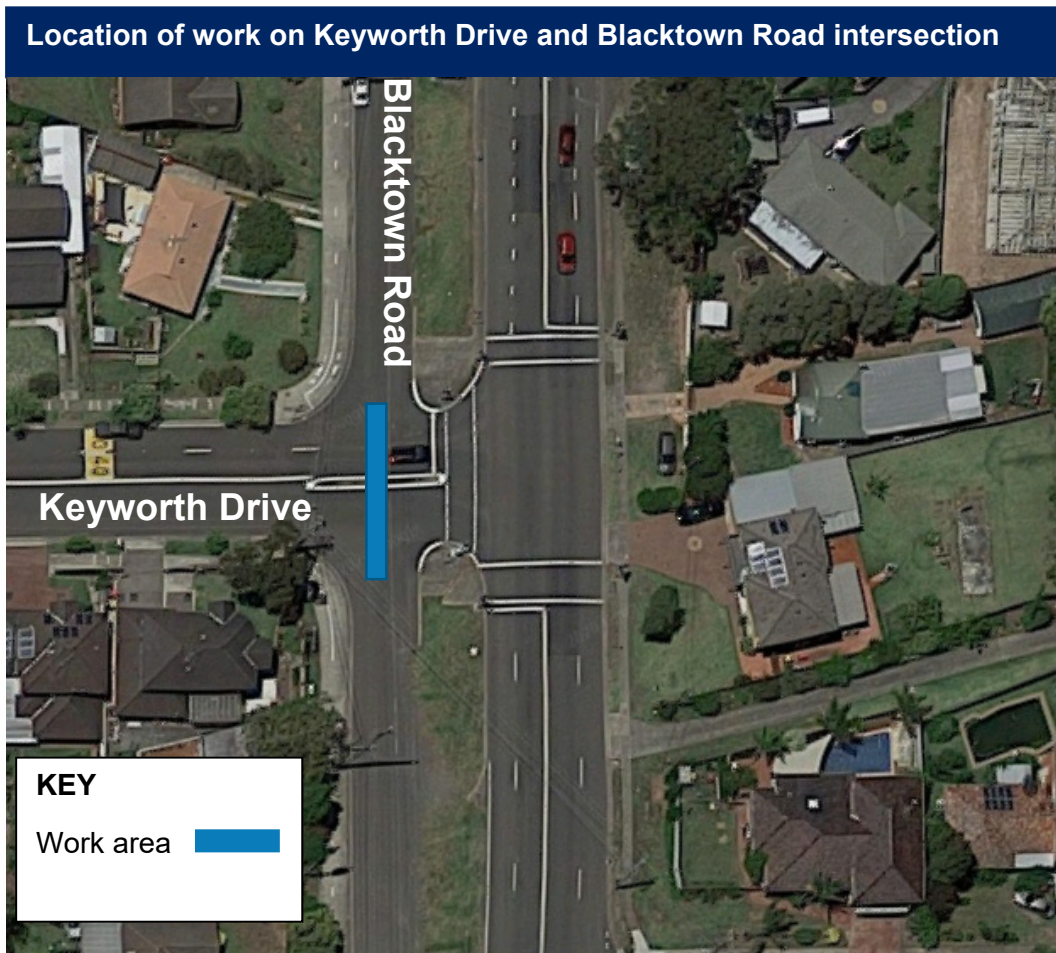 Location of work on Keyworth Drive and Blacktown Road intersection
Blacktown Road
Keyworth Drive
KEY
Work area